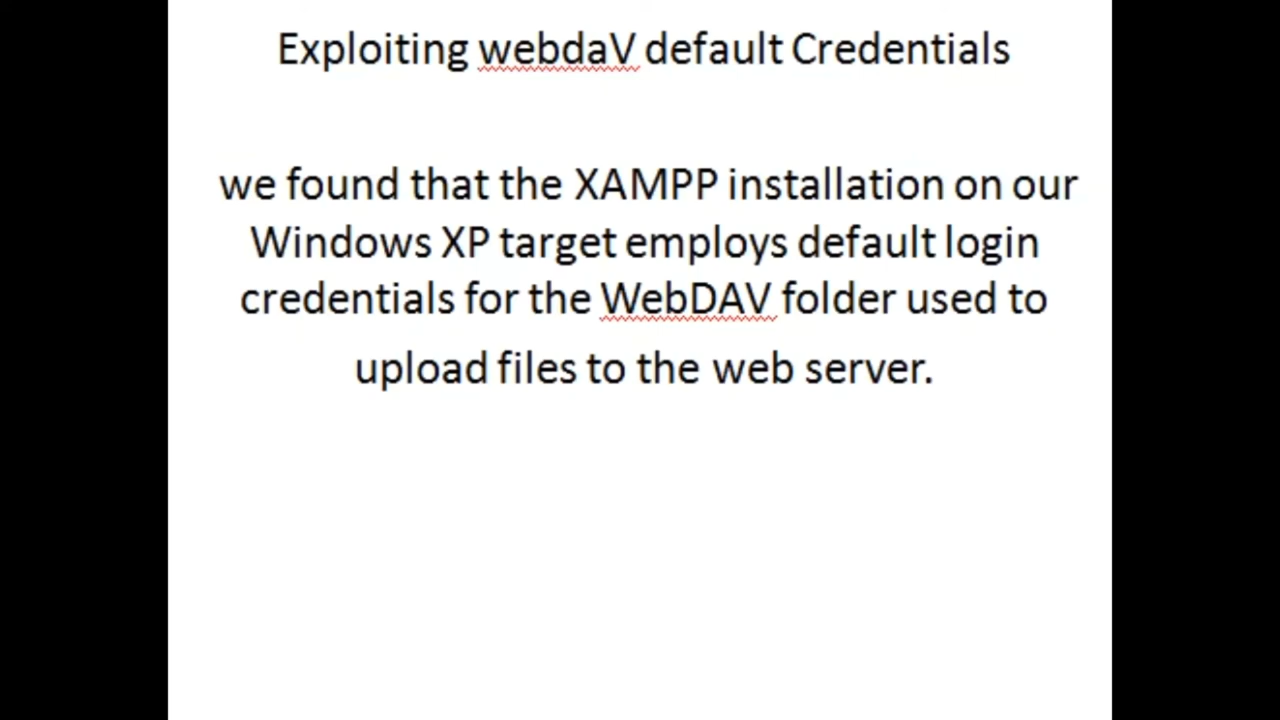 Exploiting webdaV default Credentials
we found that the XAMPP installation on our
Windows XP target employs default login
credentials for the WebDAV folder used to
upload files to the web server.